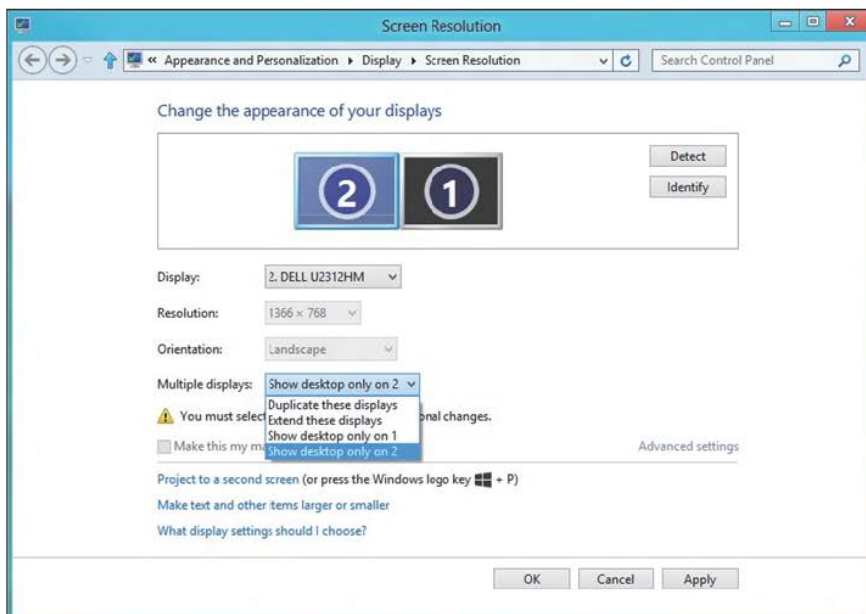 Screen Resolution
« Appearance and Personalization ▸ Display ▸ Screen Resolution Search Control Panel
Change the appearance of your displays
2 1
Detect
Identify
Display: 2. DELL U2312HM
Resolution: 1366 × 768
Orientation: Landscape
Multiple displays: Show desktop only on 2
Duplicate these displays
You must select onal changes.
Extend these displays
Show desktop only on 1
Make this my ma Advanced settings
Show desktop only on 2
Project to a second screen (or press the Windows logo key + P)
Make text and other items larger or smaller
What display settings should I choose?
OK Cancel Apply